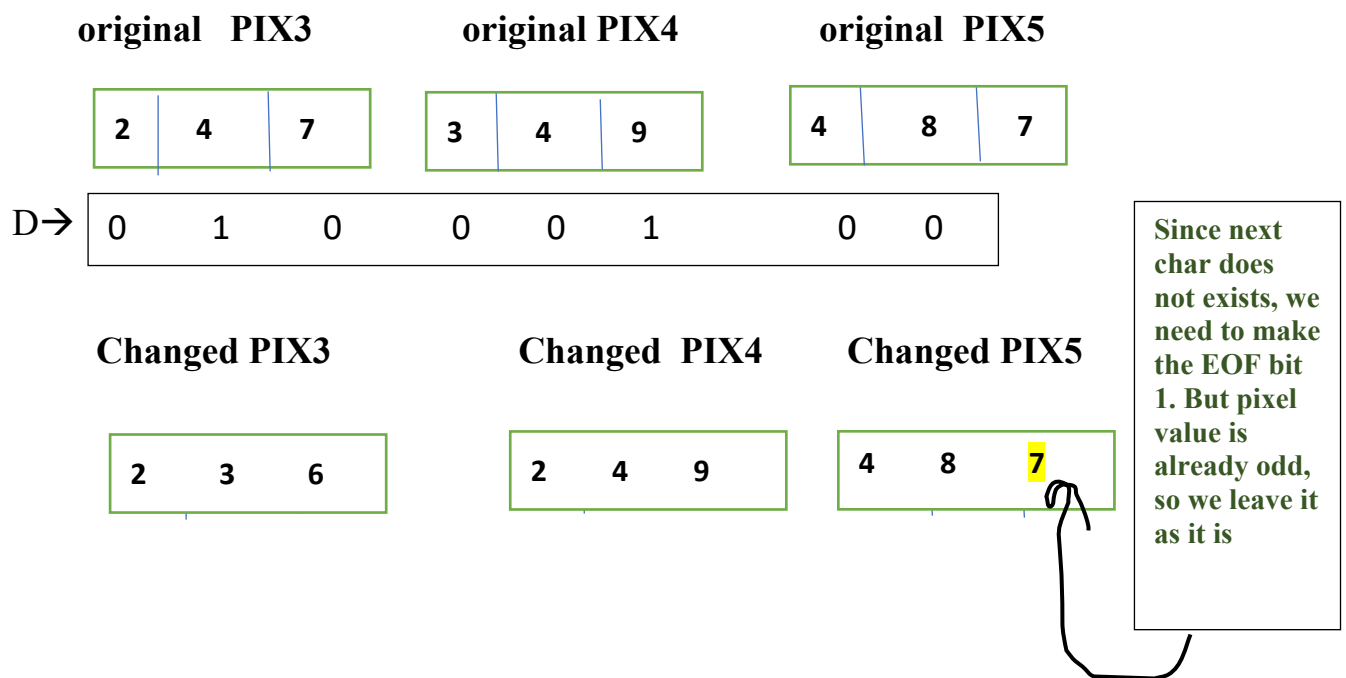 original PIX3 original PIX4 original PIX5
2 4 7 3 4 9 4 8 7
D→ 0 1 0 0 0 1 0 0
Changed PIX3 Changed PIX4 Changed PIX5
2 3 6 2 4 9 4 8 7
Since next
char does
not exists, we
need to make
the EOF bit
1. But pixel
value is
already odd,
so we leave it
as it is